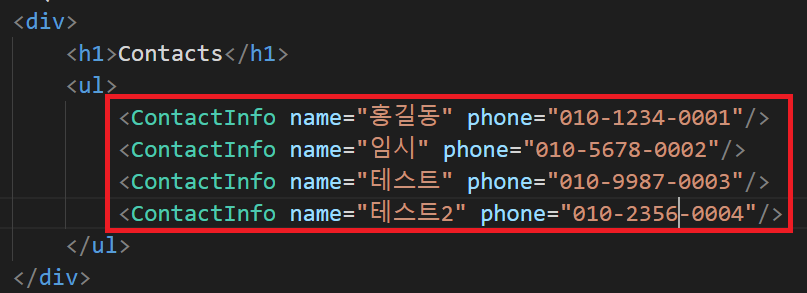 <div>
<h1>Contacts</h1>
<ul>
<ContactInfo name="홍길동" phone="010-1234-0001"/>
<ContactInfo name="임시" phone="010-5678-0002"/>
<ContactInfo name="테스트" phone="010-9987-0003"/>
<ContactInfo name="테스트2" phone="010-2356-0004"/>
</ul>
</div>